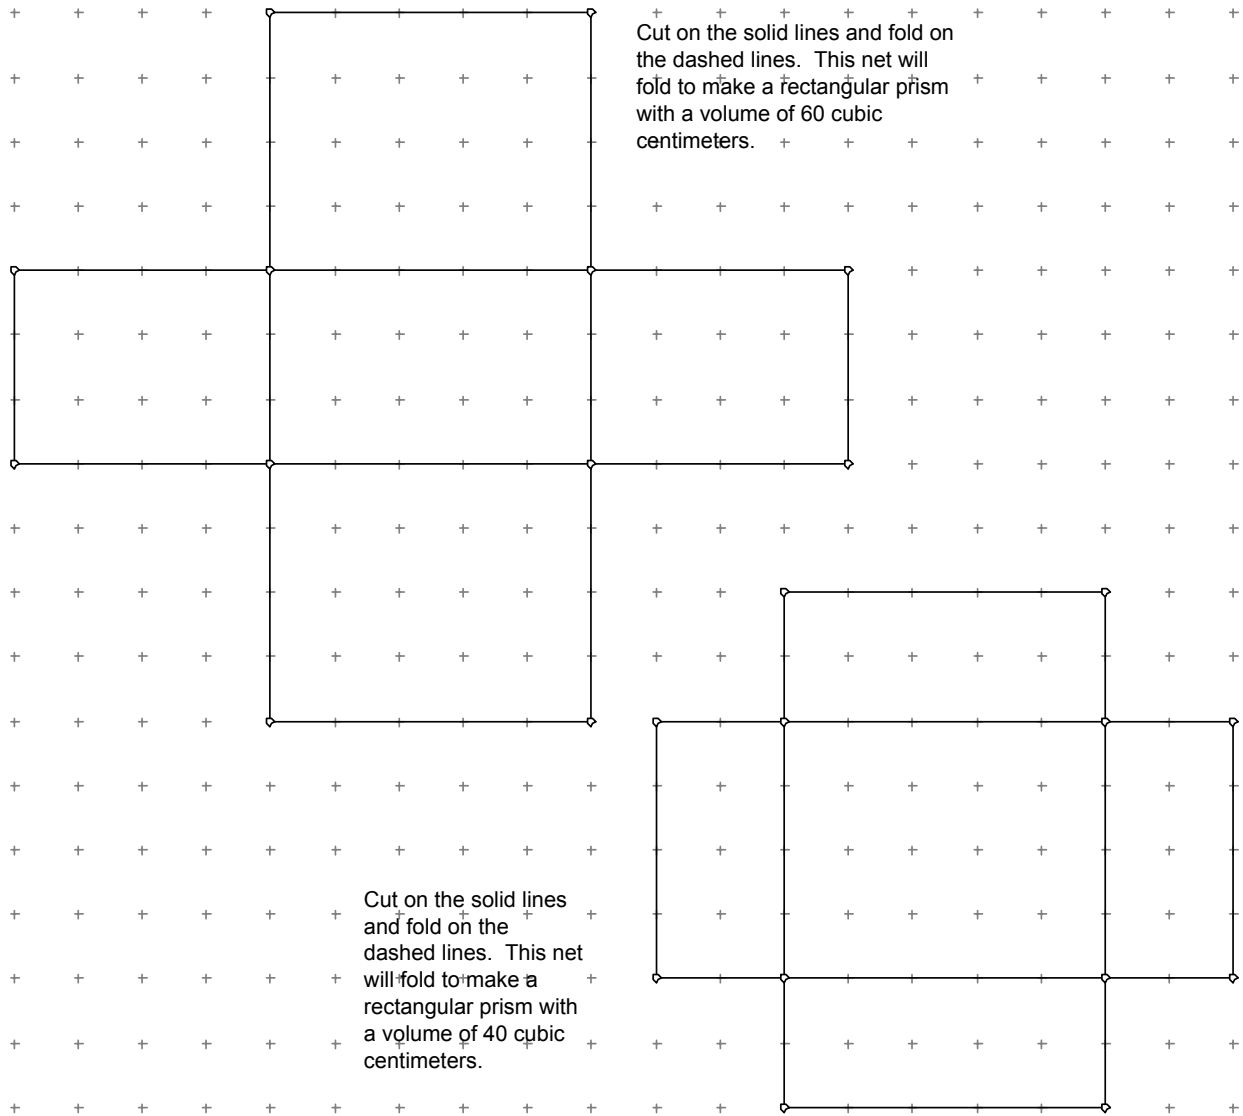 Cut on the solid lines and fold on
the dashed lines.  This net will
fold to make a rectangular prism
with a volume of 60 cubic
centimeters.
Cut on the solid lines
and fold on the
dashed lines.  This net
will fold to make a
rectangular prism with
a volume of 40 cubic
centimeters.